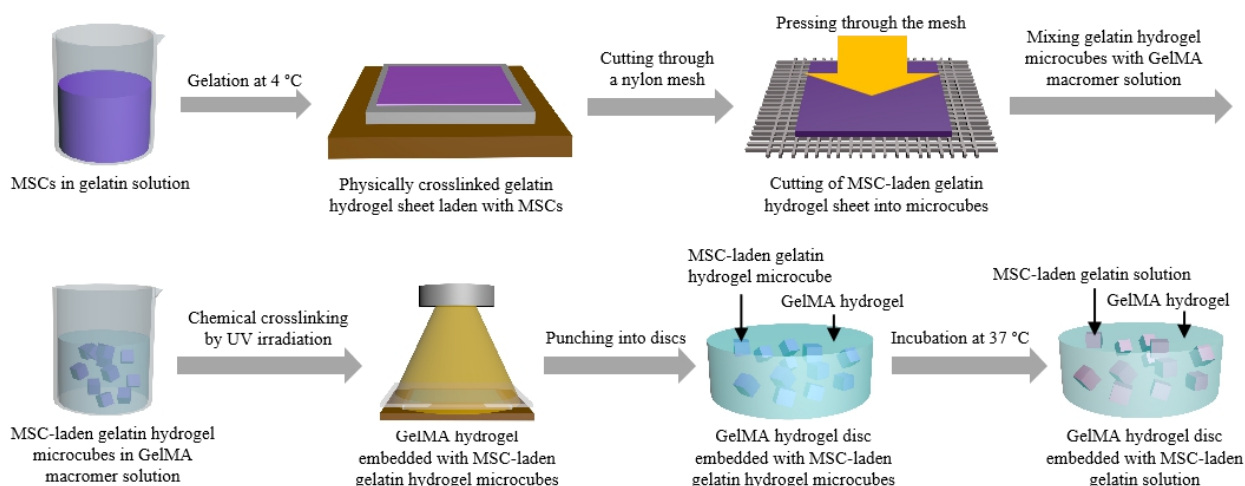 Gelation at 4 °C
Cutting through
a nylon mesh
Pressing through the mesh
Mixing gelatin hydrogel
microcubes with GelMA
macromer solution
MSCs in gelatin solution
Physically crosslinked gelatin
hydrogel sheet laden with MSCs
Cutting of MSC-laden gelatin
hydrogel sheet into microcubes
Chemical crosslinking
by UV irradiation
Punching into discs
MSC-laden gelatin
hydrogel microcube
GelMA hydrogel
Incubation at 37 °C
MSC-laden gelatin solution
GelMA hydrogel
MSC-laden gelatin hydrogel
microcubes in GelMA
macromer solution
GelMA hydrogel
embedded with MSC-laden
gelatin hydrogel microcubes
GelMA hydrogel disc
embedded with MSC-laden
gelatin hydrogel microcubes
GelMA hydrogel disc
embedded with MSC-laden
gelatin solution